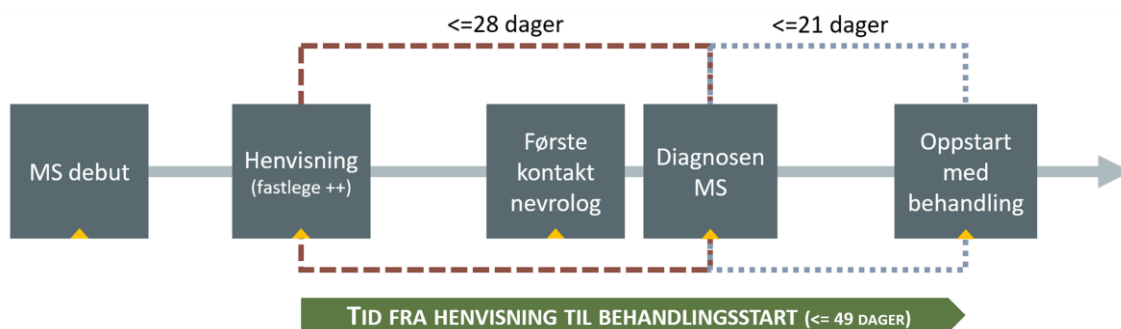 <=28 dager
<=21 dager
MS debut
Henvisning
(fastlege ++)
Første
kontakt
nevrolog
Diagnosen
MS
Oppstart
med
behandling
TID FRA HENVISNING TIL BEHANDLINGSSTART (<= 49 DAGER)